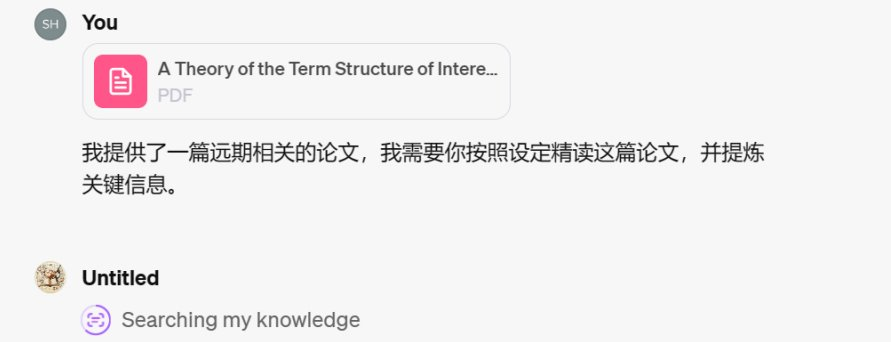 SH
You
A Theory of the Term Structure of Intere...
PDF
我提供了一篇远期相关的论文，我需要你按照设定精读这篇论文，并提炼
关键信息。
Untitled
Searching my knowledge